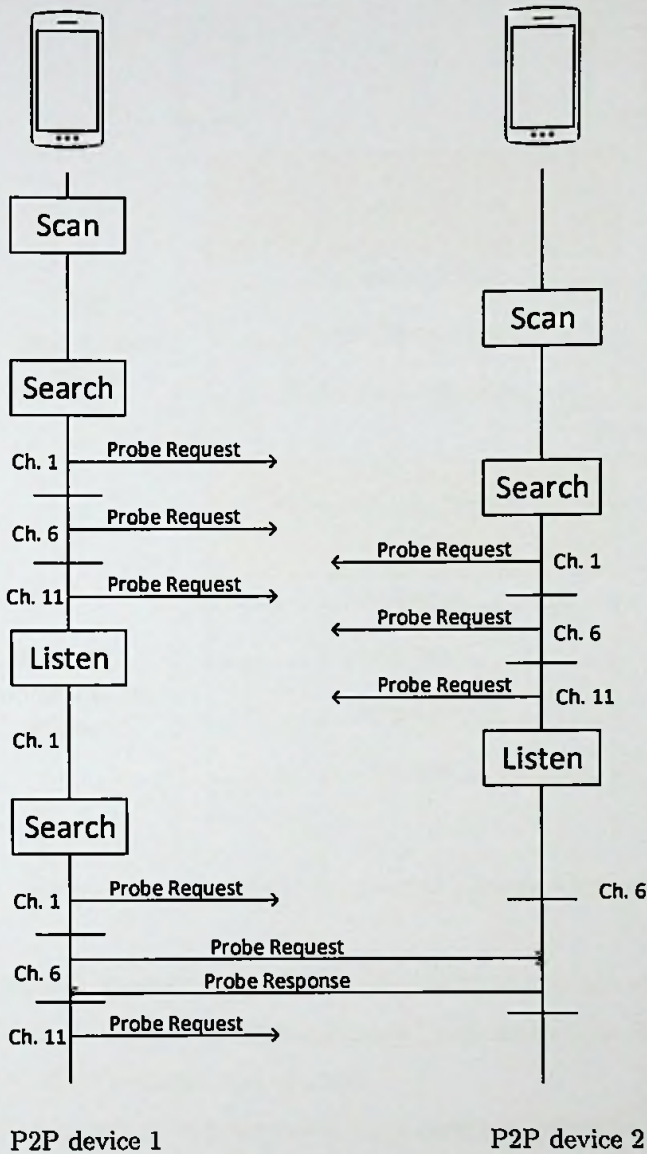 Scan
Scan
Search
Ch. 1 Probe Request
Search
Ch. 6 Probe Request
Probe Request Ch. 1
Ch. 11 Probe Request
Probe Request Ch. 6
Listen
Probe Request Ch. 11
Ch. 1
Listen
Search
Ch. 1 Probe Request
Ch. 6
Probe Request
Ch. 6
Probe Response
Ch. 11 Probe Request
P2P device 1
P2P device 2